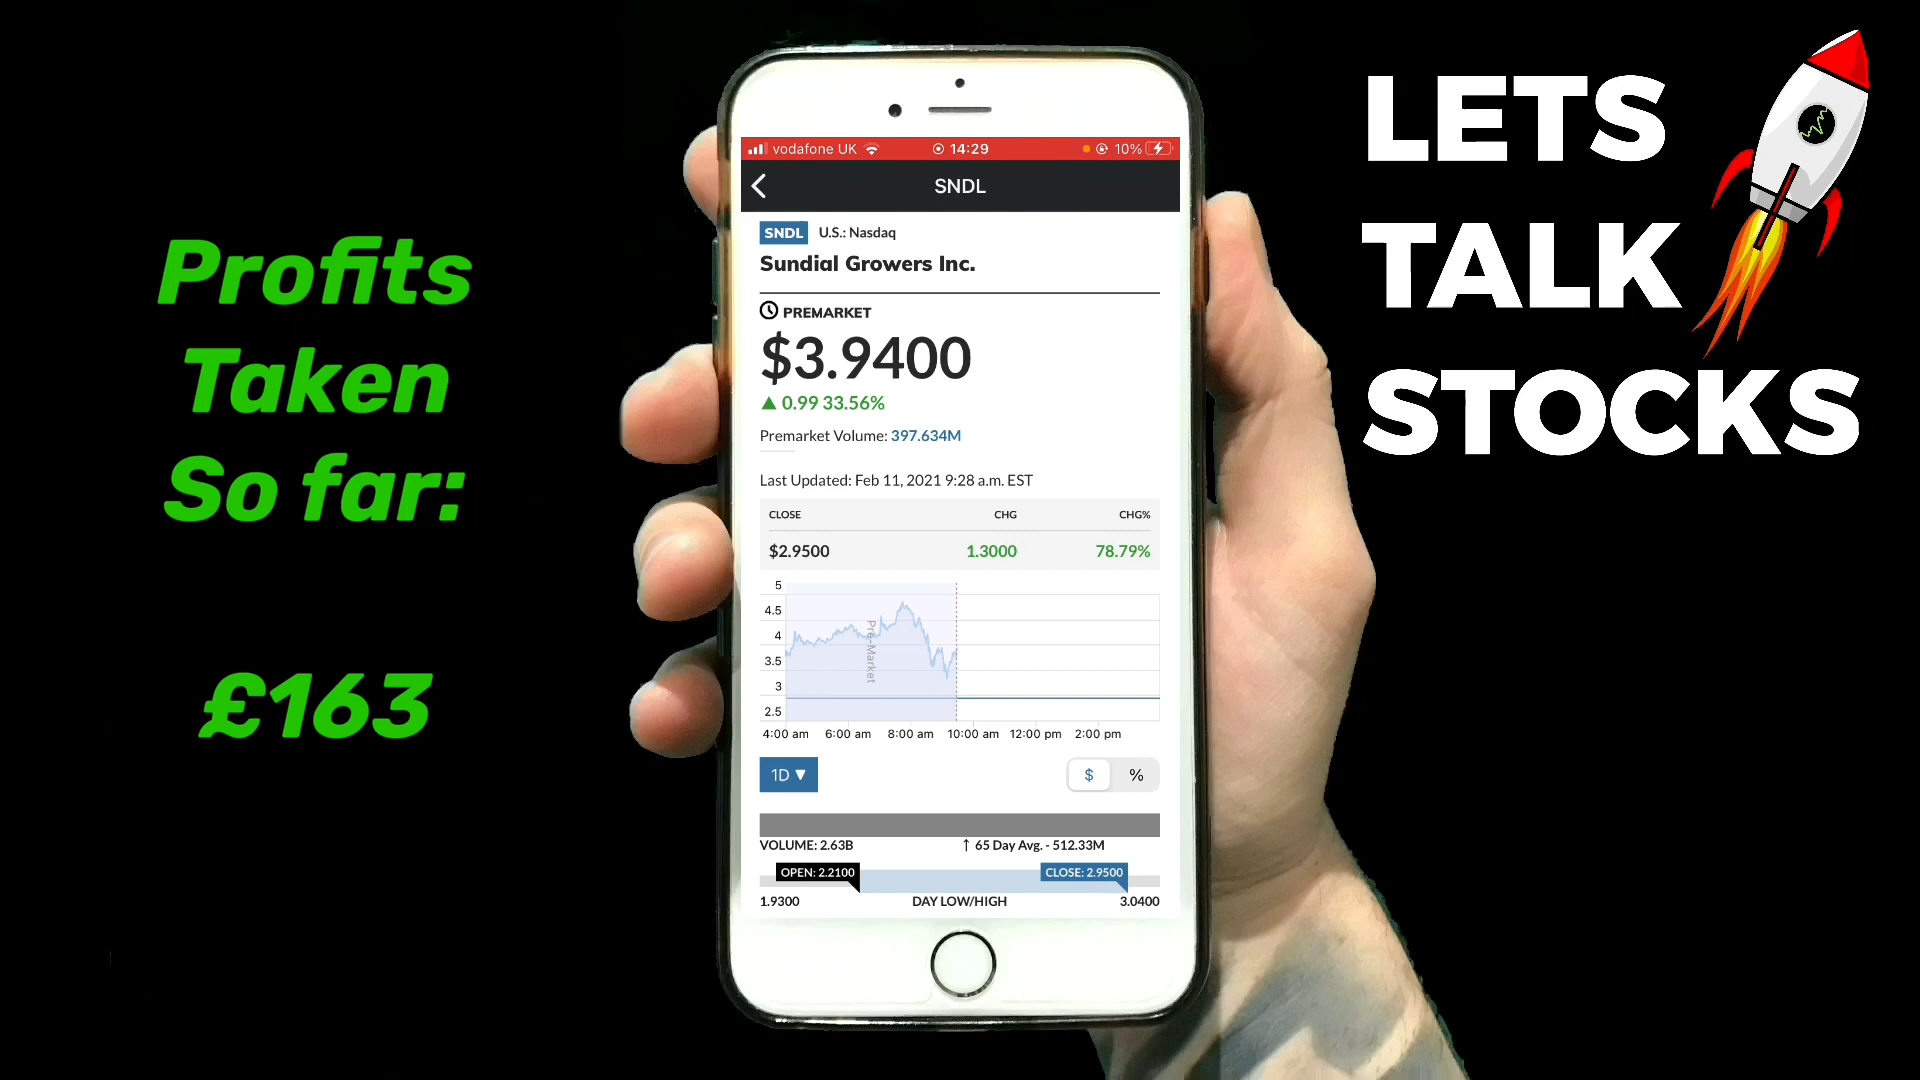 Profits
Taken
So far:
£163
LETS
TALK
STOCKS
vodafone UK 14:29 10%
SNDL
SNDL U.S.: Nasdaq
Sundial Growers Inc.
PREMARKET
$3.9400
▲ 0.99 33.56%
Premarket Volume: 397.634M
Last Updated: Feb 11, 2021 9:28 a.m. EST
CLOSE CHG CHG%
$2.9500 1.3000 78.79%
5
4.5
4
3.5
3
2.5
Pre-Market
4:00 am 6:00 am 8:00 am 10:00 am 12:00 pm 2:00 pm
1D ▼ $ %
VOLUME: 2.63B ↑ 65 Day Avg. - 512.33M
OPEN: 2.2100 CLOSE: 2.9500
1.9300 DAY LOW/HIGH 3.0400